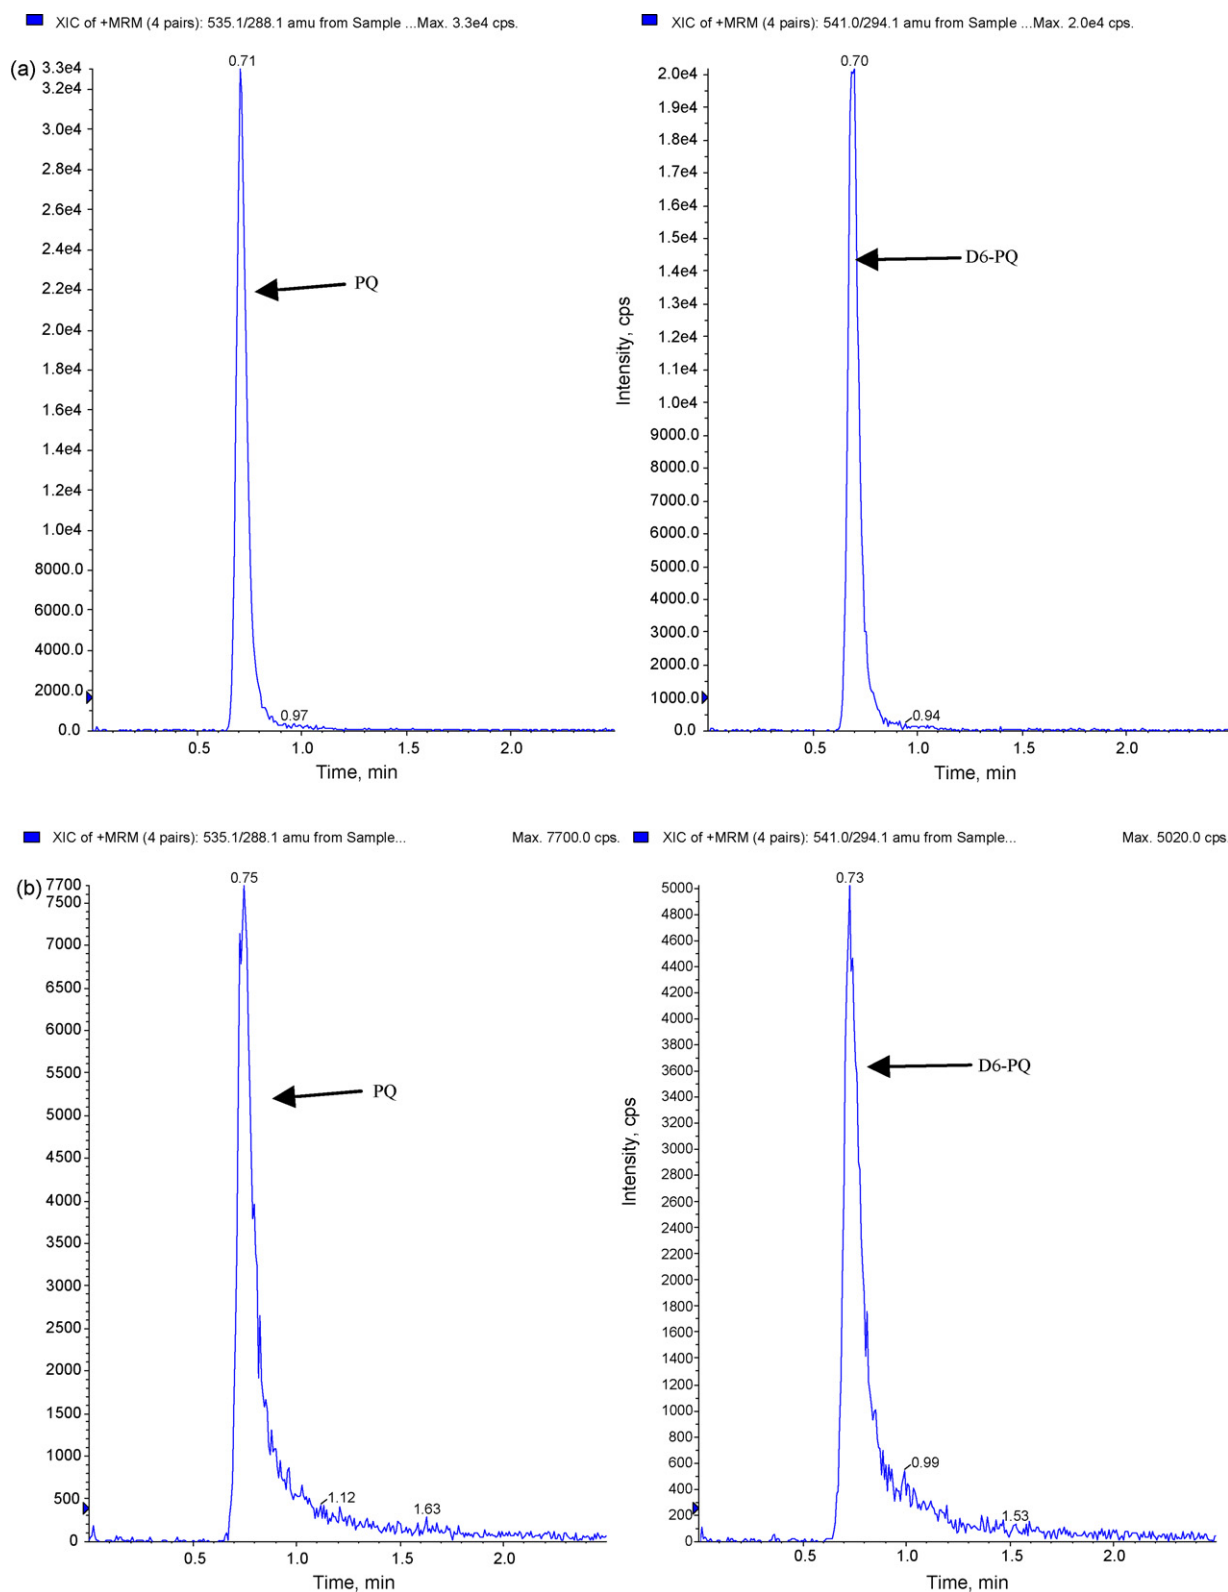 XIC of +MRM (4 pairs): 535.1/288.1 amu from Sample ...Max. 3.3e4 cps.
(a)
0.71
3.3e4
3.2e4
3.0e4
2.8e4
2.6e4
2.4e4
2.2e4
2.0e4
1.8e4
1.6e4
1.4e4
1.2e4
1.0e4
8000.0
6000.0
4000.0
2000.0
0.0
PQ
0.97
0.5
1.0
1.5
2.0
Time, min
XIC of +MRM (4 pairs): 541.0/294.1 amu from Sample ...Max. 2.0e4 cps.
0.70
2.0e4
1.9e4
1.8e4
1.7e4
1.6e4
1.5e4
1.4e4
1.3e4
1.2e4
1.1e4
1.0e4
9000.0
8000.0
7000.0
6000.0
5000.0
4000.0
3000.0
2000.0
1000.0
0.0
Intensity, cps
D6-PQ
0.94
0.5
1.0
1.5
2.0
Time, min
XIC of +MRM (4 pairs): 535.1/288.1 amu from Sample... Max. 7700.0 cps.
(b)
0.75
7700
7500
7000
6500
6000
5500
5000
4500
4000
3500
3000
2500
2000
1500
1000
500
0
PQ
1.12
1.63
0.5
1.0
1.5
2.0
Time, min
XIC of +MRM (4 pairs): 541.0/294.1 amu from Sample... Max. 5020.0 cps.
0.73
5000
4800
4600
4400
4200
4000
3800
3600
3400
3200
3000
2800
2600
2400
2200
2000
1800
1600
1400
1200
1000
800
600
400
200
0
Intensity, cps
D6-PQ
0.99
1.53
0.5
1.0
1.5
2.0
Time, min